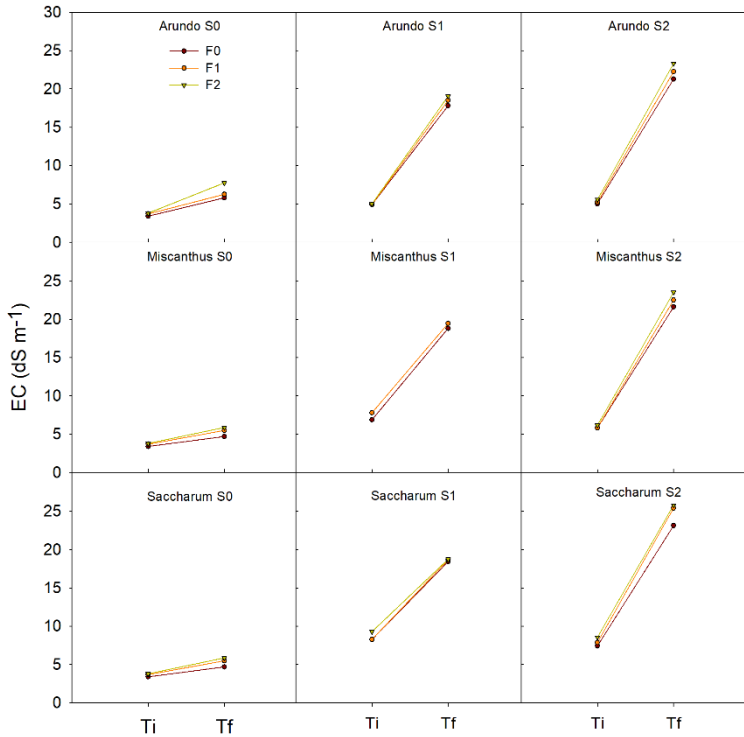 Arundo S0
Arundo S1
Arundo S2
F0
F1
F2
30
25
20
15
10
5
0
Miscanthus S0
Miscanthus S1
Miscanthus S2
25
20
15
10
5
0
EC (dS m-1)
Saccharum S0
Saccharum S1
Saccharum S2
25
20
15
10
5
0
Ti
Tf
Ti
Tf
Ti
Tf